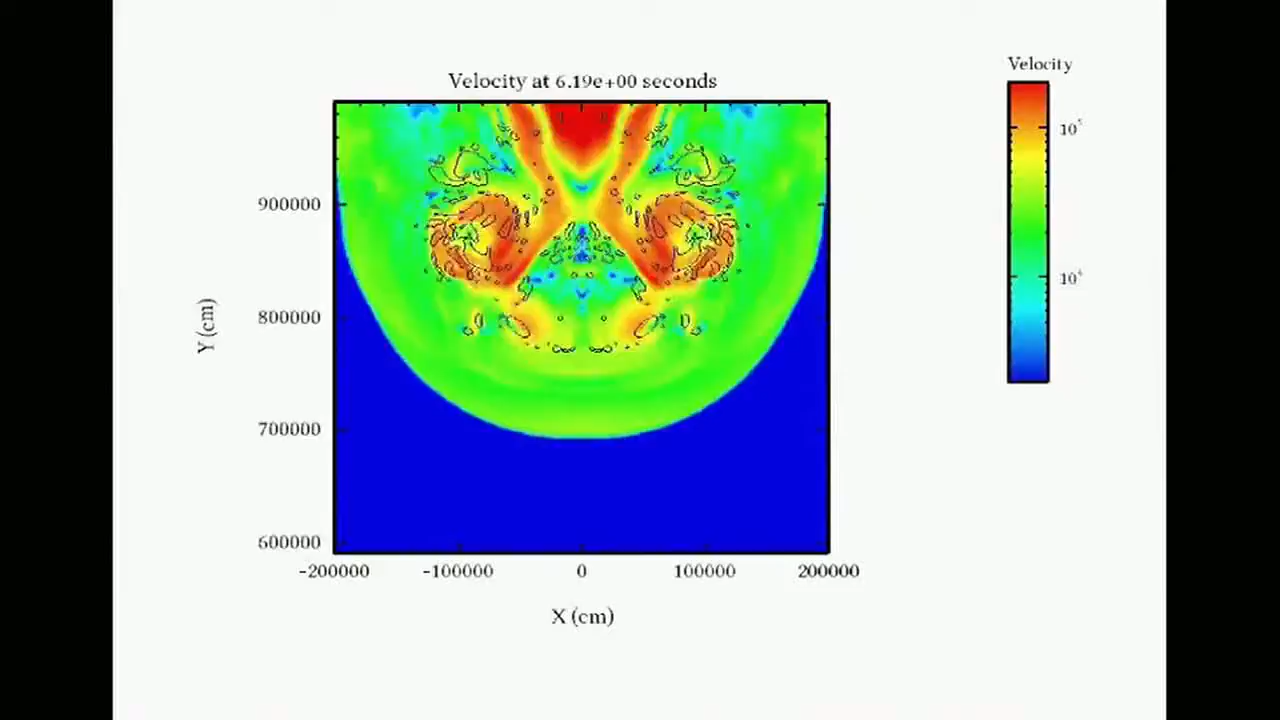 Velocity
Velocity at 6.19e+00 seconds
10⁵
900000
10⁴
800000
Y (cm)
700000
600000
-200000 -100000 0 100000 200000
X (cm)